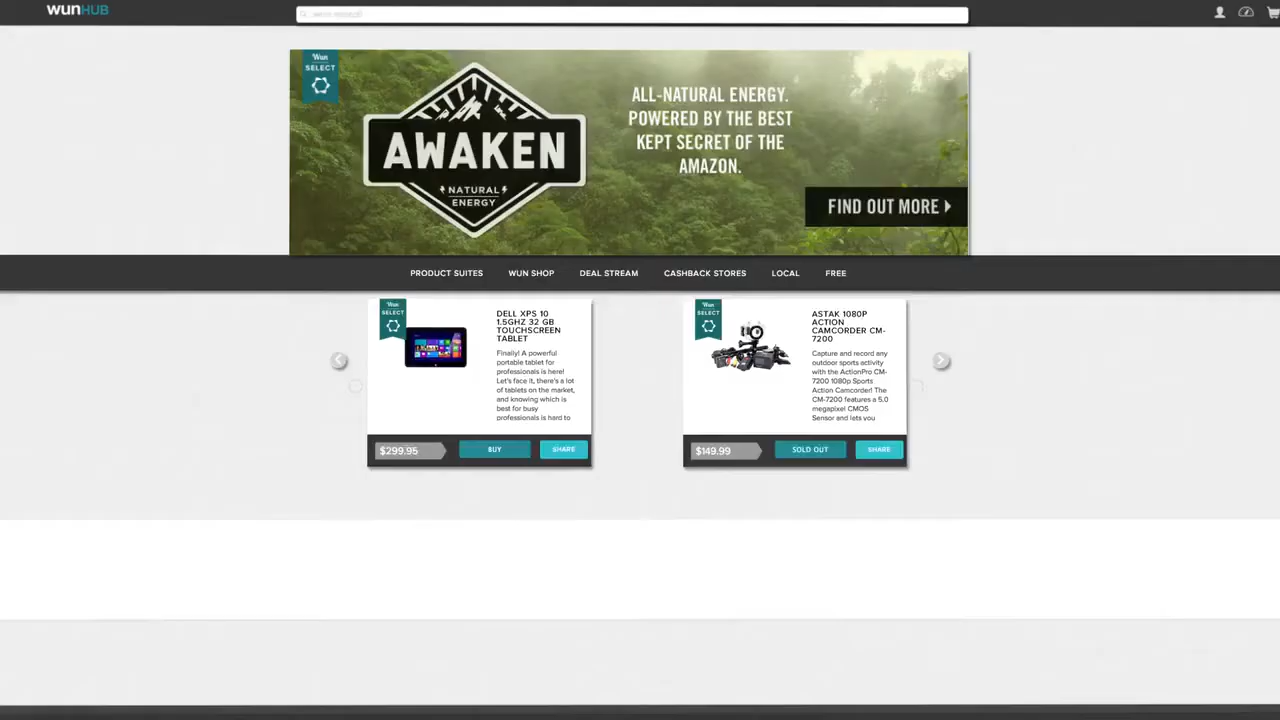 WUNHUB
Wun
SELECT
AWAKEN
NATURAL
ENERGY
ALL-NATURAL ENERGY.
POWERED BY THE BEST
KEPT SECRET OF THE
AMAZON.
FIND OUT MORE
PRODUCT SUITES WUN SHOP DEAL STREAM CASHBACK STORES LOCAL FREE
Wun
SELECT
DELL XPS 10
1.5GHZ 32 GB
TOUCHSCREEN
TABLET
Finally! A powerful
portable tablet for
professionals is here!
Let's face it, there's a lot
of tablets on the market,
and knowing which is
best for busy
professionals is hard to
$299.95 BUY SHARE
Wun
SELECT
ASTAK 1080P
ACTION
CAMCORDER CM-
7200
Capture and record any
outdoor sports activity
with the ActionPro CM-
7200 1080p Sports
Action Camcorder! The
CM-7200 features a 5.0
megapixel CMOS
Sensor and lets you
$149.99 SOLD OUT SHARE